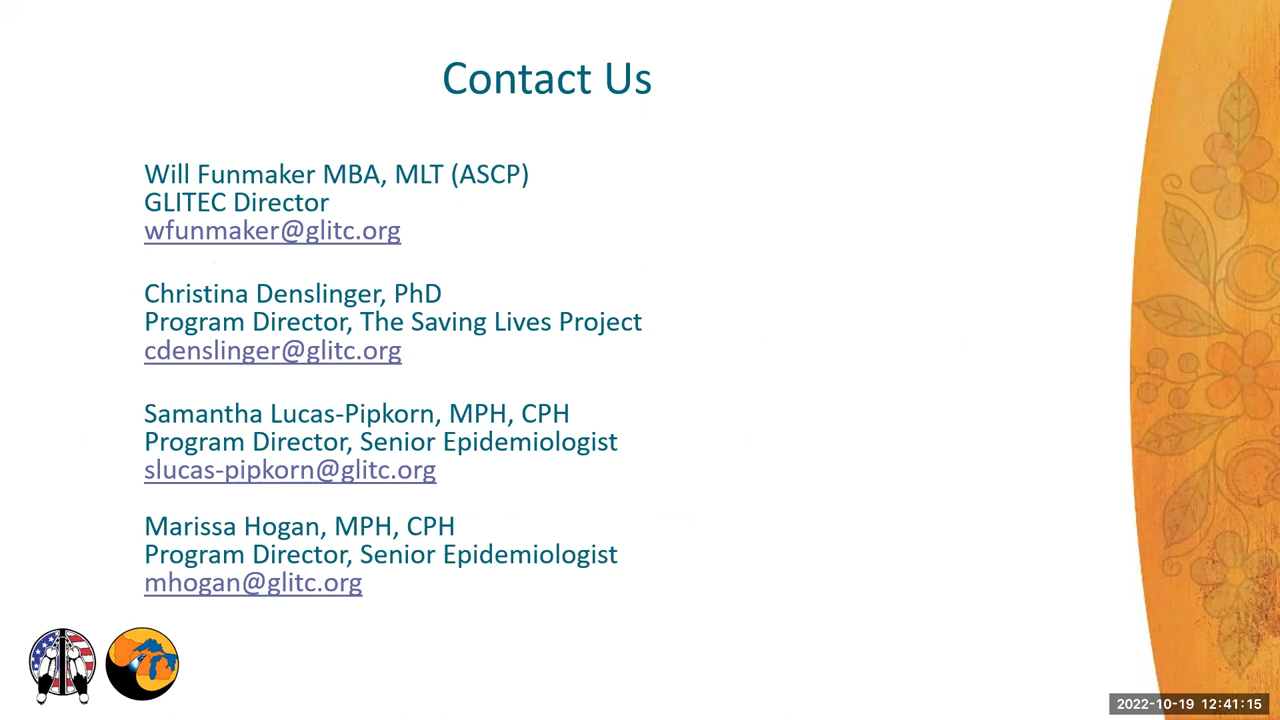 Contact Us
Will Funmaker MBA, MLT (ASCP)
GLITEC Director
wfunmaker@glitc.org
Christina Denslinger, PhD
Program Director, The Saving Lives Project
cdenslinger@glitc.org
Samantha Lucas-Pipkorn, MPH, CPH
Program Director, Senior Epidemiologist
slucas-pipkorn@glitc.org
Marissa Hogan, MPH, CPH
Program Director, Senior Epidemiologist
mhogan@glitc.org
2022-10-19 12:41:15